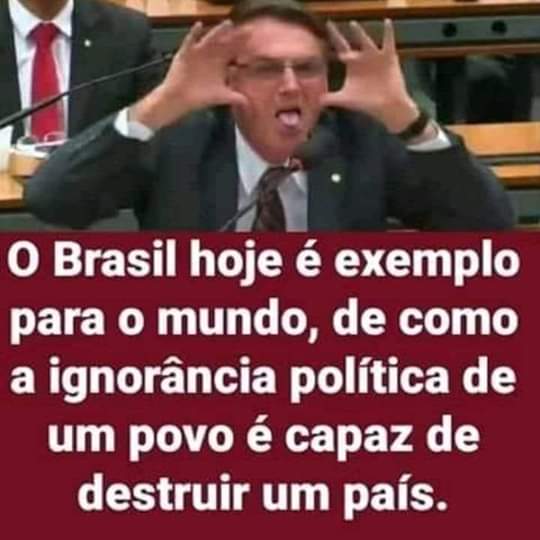 O Brasil hoje é exemplo
para o mundo, de como
a ignorância política de
um povo é capaz de
destruir um país.